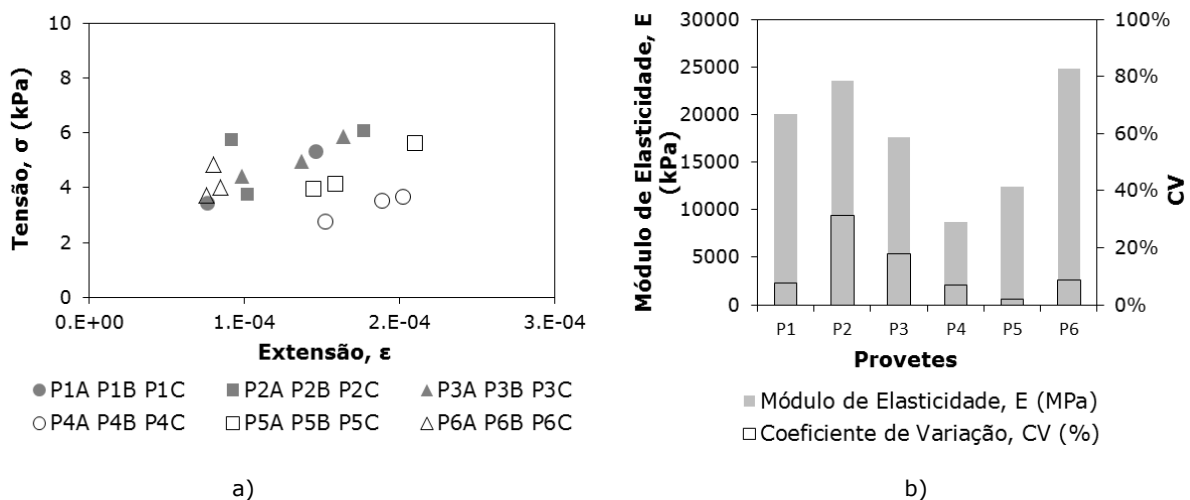 10
8
6
4
2
0
Tensão, σ (kPa)
0.E+00 1.E-04 2.E-04 3.E-04
Extensão, ε
P1A P1B P1C P2A P2B P2C P3A P3B P3C
P4A P4B P4C P5A P5B P5C P6A P6B P6C
a)
Módulo de Elasticidade, E
(kPa)
30000
25000
20000
15000
10000
5000
0
100%
80%
60%
40%
20%
0%
CV
P1 P2 P3 P4 P5 P6
Provetes
Módulo de Elasticidade, E (MPa)
Coeficiente de Variação, CV (%)
b)